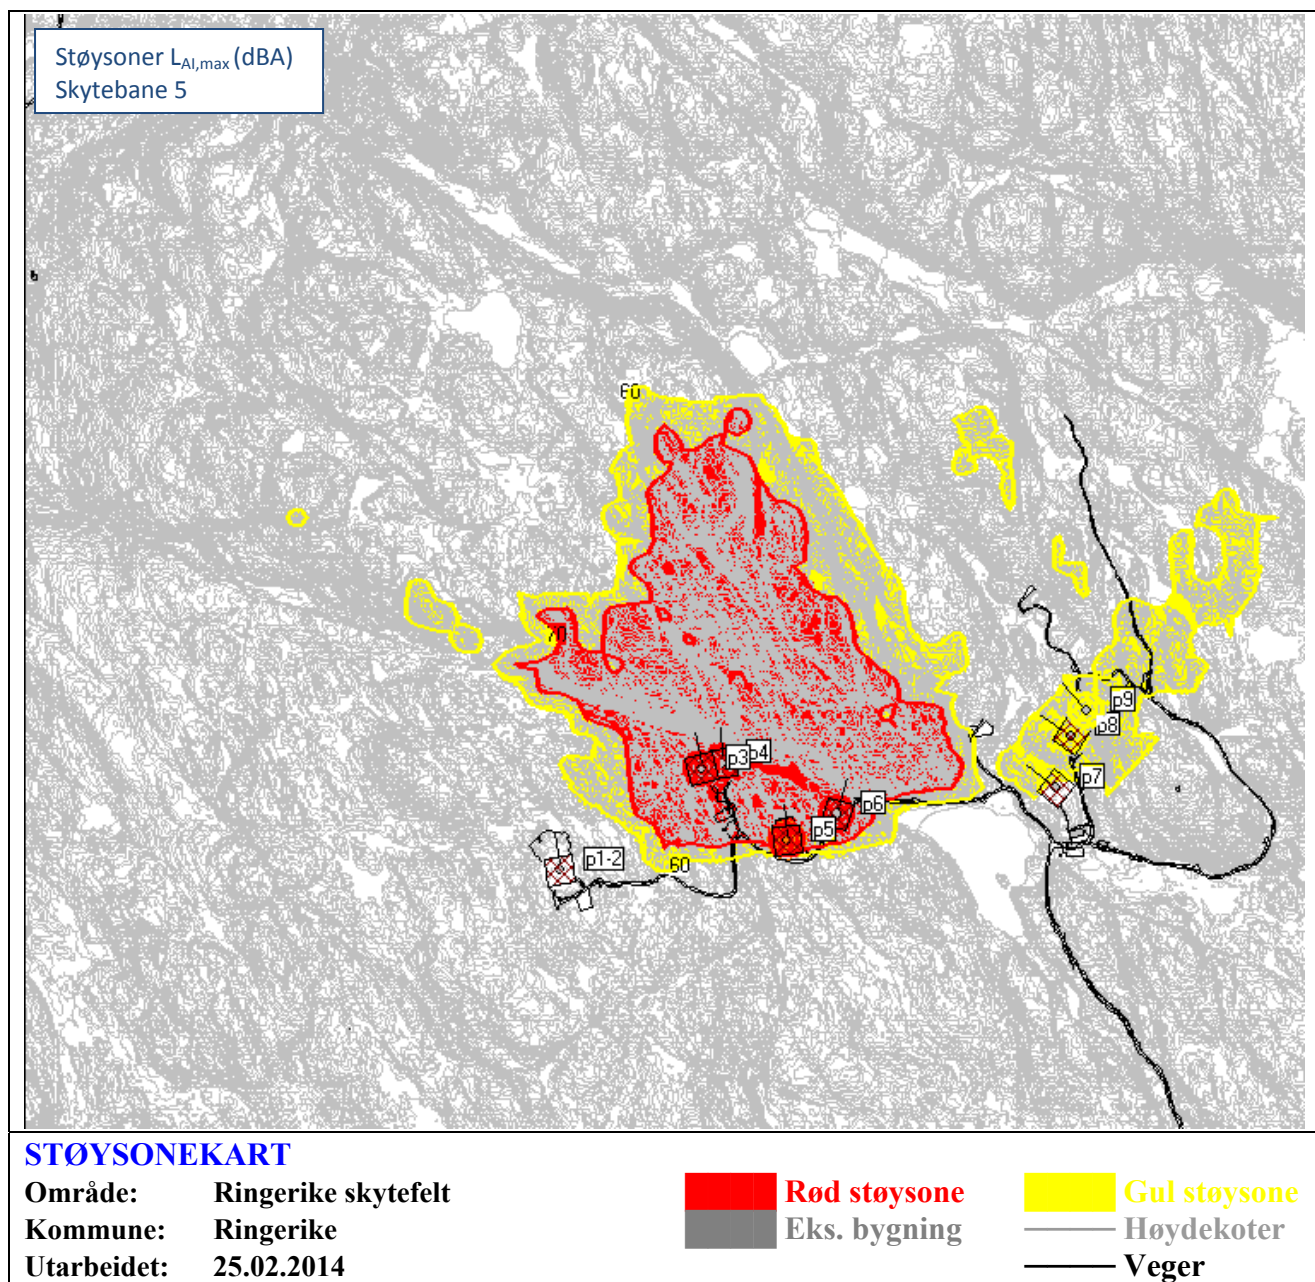 Støysoner LAI,max (dBA)
Skytebane 5
60
70
p9
p8
p3
p4
p7
p6
p5
p1-2
60
STØYSONEKART
Område: Ringerike skytefelt
Kommune: Ringerike
Utarbeidet: 25.02.2014
Rød støysone
Eks. bygning
Gul støysone
Høydekoter
Veger